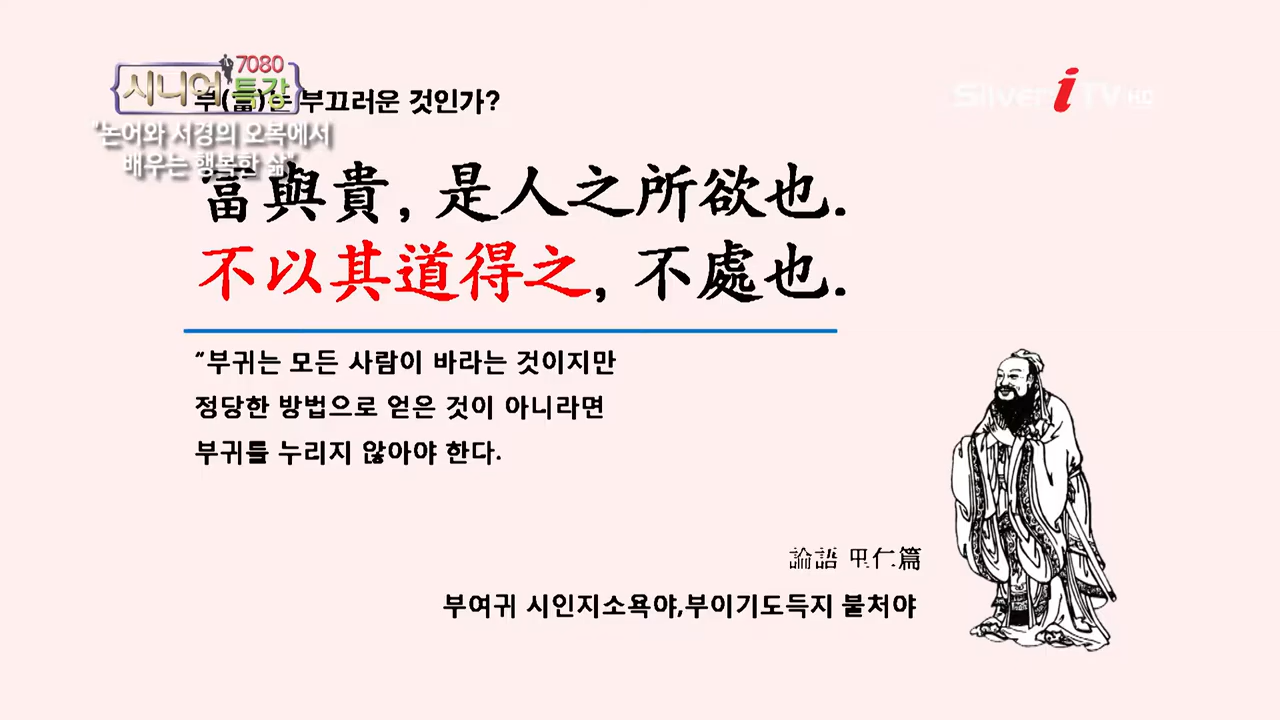 7080
시니어 특강
SilveriTV HD
부(富)는 부끄러운 것인가?
"논어와 서경의 오복에서
배우는 행복한 삶"
富與貴, 是人之所欲也.
不以其道得之, 不處也.
"부귀는 모든 사람이 바라는 것이지만
정당한 방법으로 얻은 것이 아니라면
부귀를 누리지 않아야 한다.
論語 里仁篇
부여귀 시인지소욕야,부이기도득지 불처야